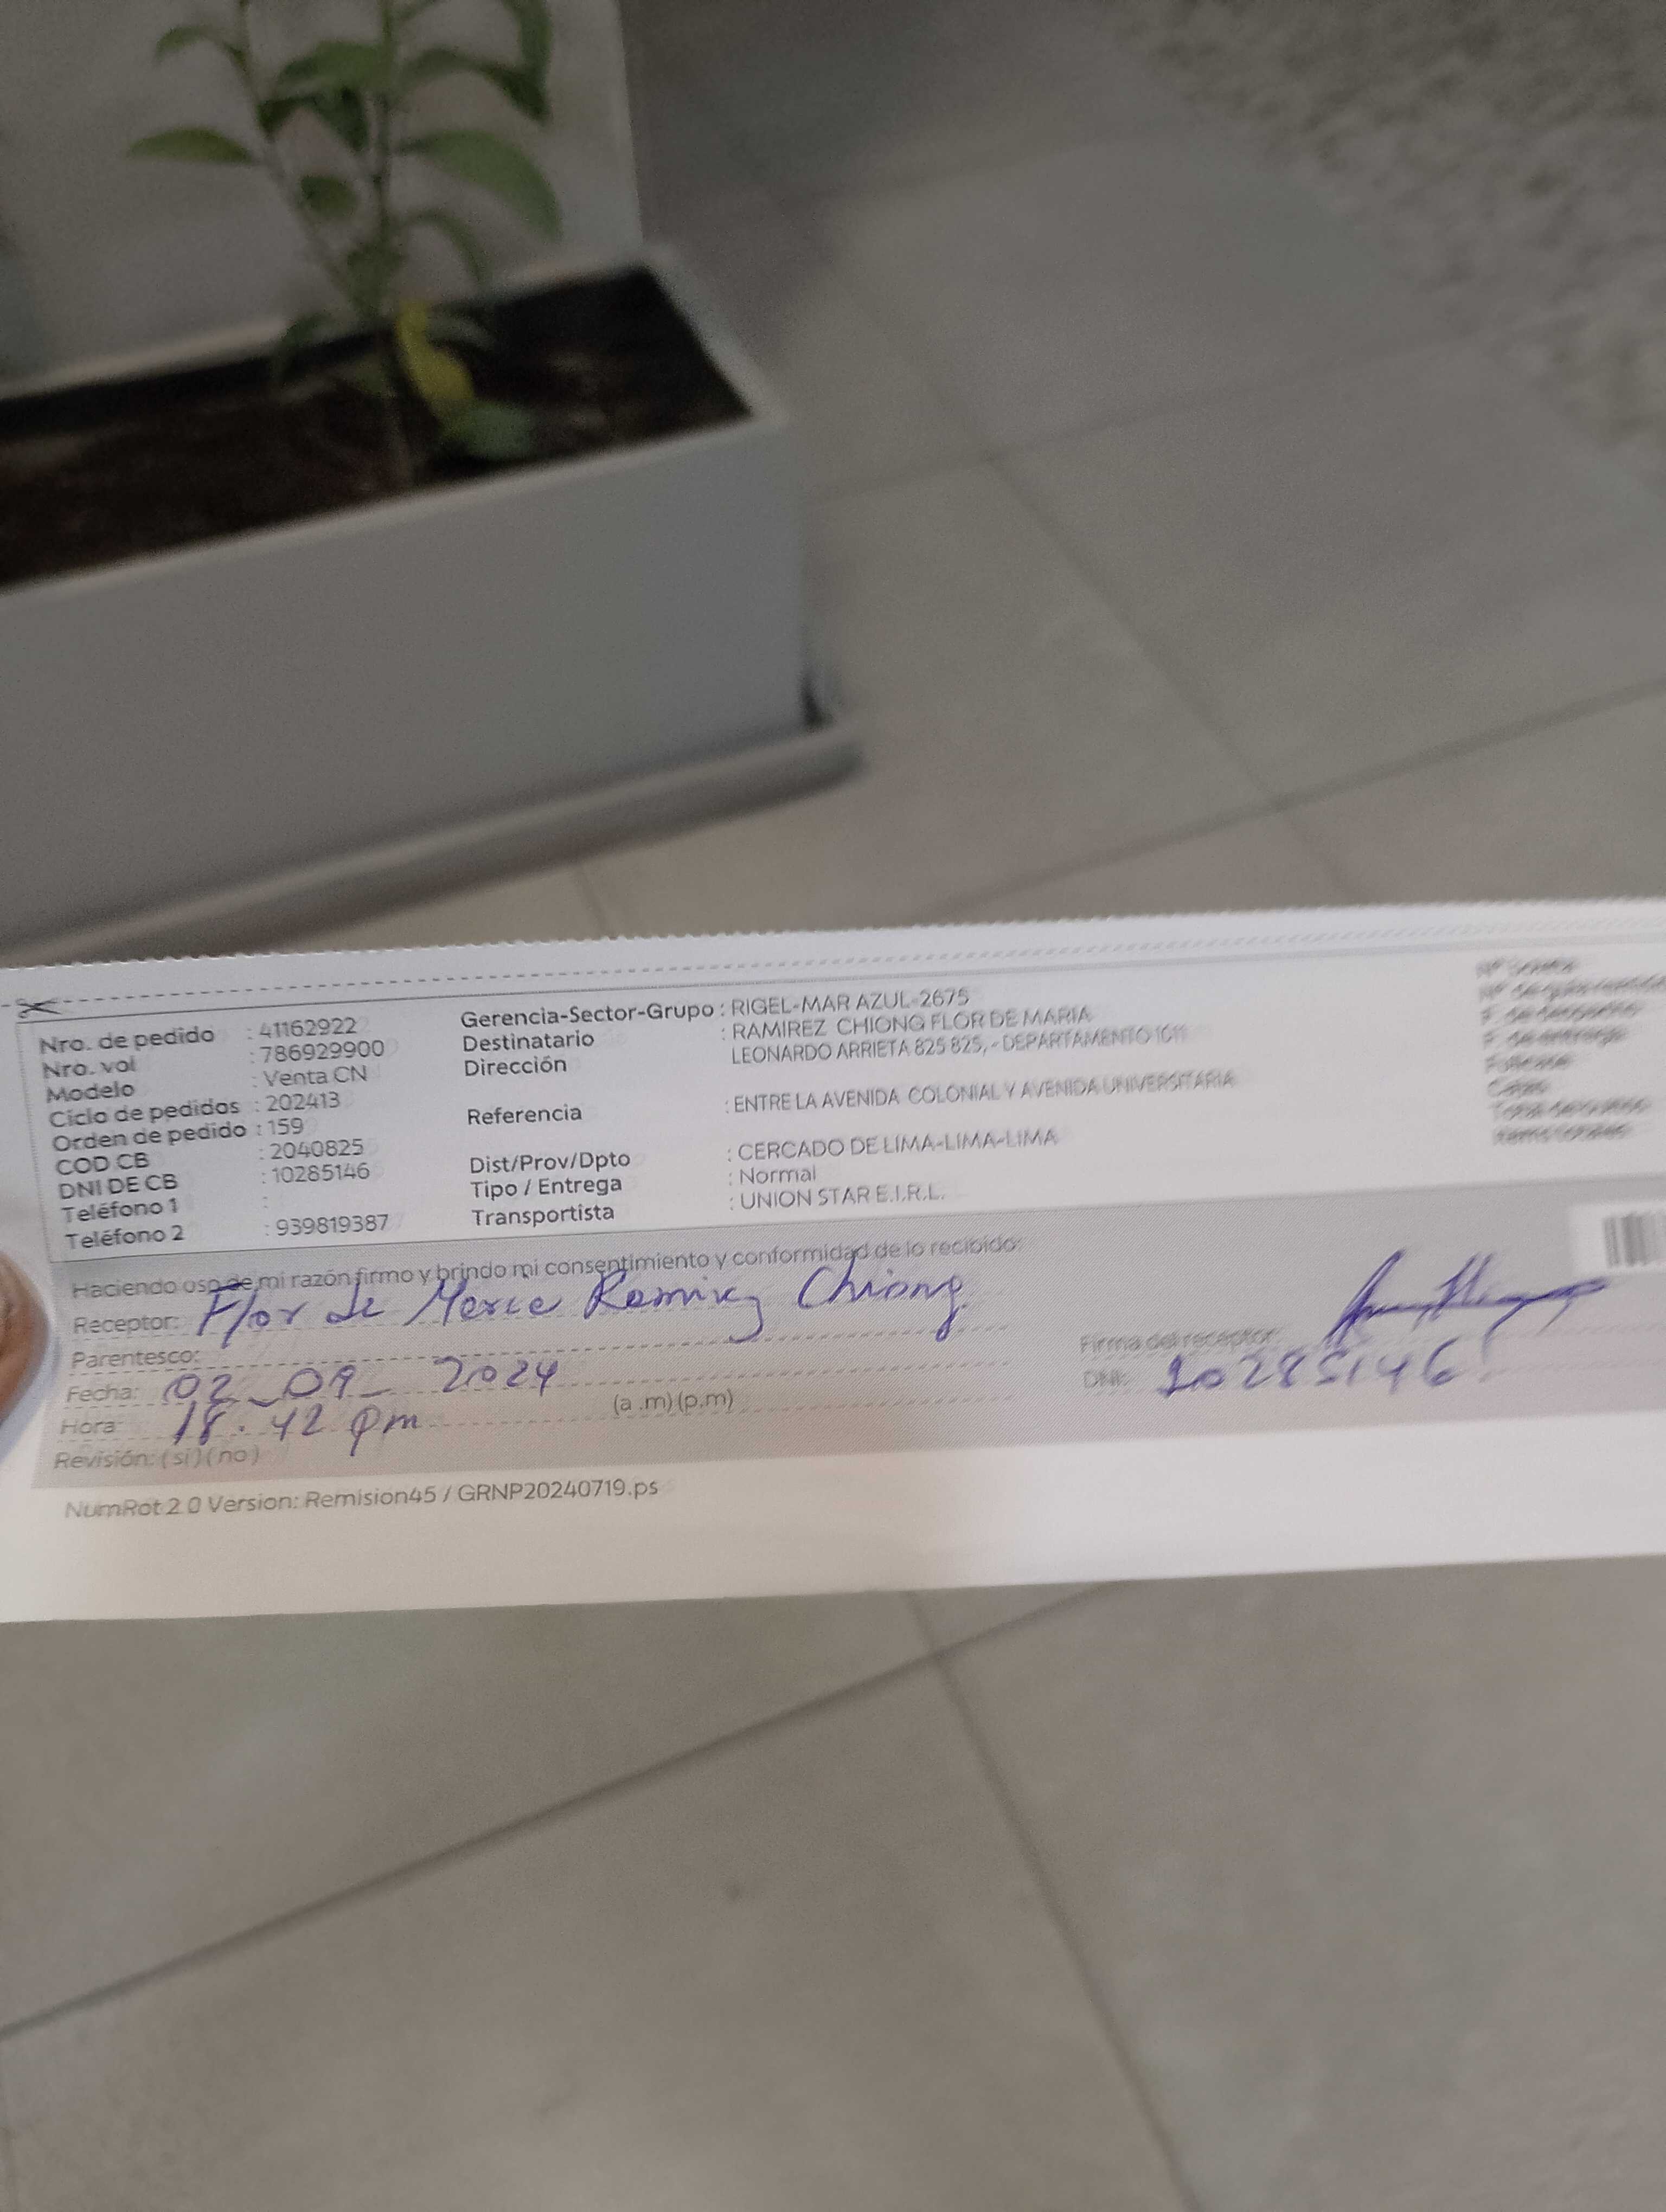 Nro. de pedido : 41162922
Nro. vol : 786929900
Modelo : Venta CN
Ciclo de pedidos : 202413
Orden de pedido : 159
COD CB : 2040825
DNI DE CB : 10285146
Teléfono 1 :
Teléfono 2 : 939819387
Gerencia-Sector-Grupo : RIGEL-MAR AZUL-2675
Destinatario : RAMIREZ CHIONG FLOR DE MARIA
Dirección LEONARDO ARRIETA 825 825, - DEPARTAMENTO 1611
Referencia : ENTRE LA AVENIDA COLONIAL Y AVENIDA UNIVERSITARIA
Dist/Prov/Dpto : CERCADO DE LIMA-LIMA-LIMA
Tipo / Entrega : Normal
Transportista : UNION STAR E.I.R.L.
Haciendo uso de mi razón firmo y brindo mi consentimiento y conformidad de lo recibido:
Receptor: Flor de Maria Ramirez Chiong
Parentesco:
Fecha: 02-09-2024
Hora: 18:42 pm (a.m) (p.m)
Revisión: (si) (no)
Firma del receptor:
DNI: 10285146
NumRot 2.0 Version: Remision45 / GRNP20240719.ps